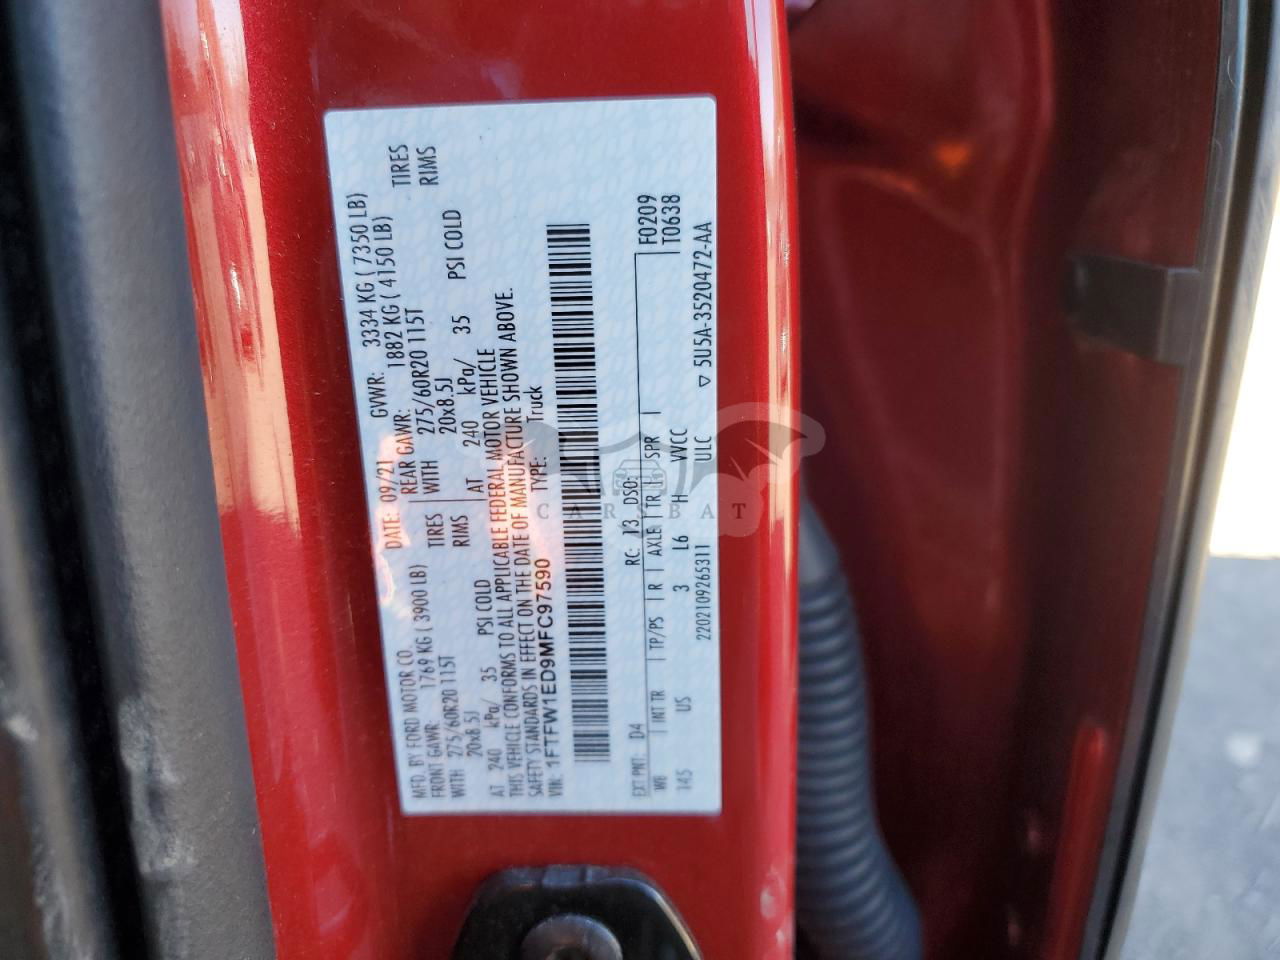 MFD. BY FORD MOTOR CO.
DATE: 09/21 GVWR: 3334 KG ( 7350 LB)
FRONT GAWR: 1769 KG ( 3900 LB) REAR GAWR: 1882 KG ( 4150 LB)
WITH 275/60R20 115T TIRES WITH 275/60R20 115T TIRES
20x8.5J RIMS 20x8.5J RIMS
AT 240 kPa/ 35 PSI COLD AT 240 kPa/ 35 PSI COLD
THIS VEHICLE CONFORMS TO ALL APPLICABLE FEDERAL MOTOR VEHICLE
SAFETY STANDARDS IN EFFECT ON THE DATE OF MANUFACTURE SHOWN ABOVE.
VIN: 1FTFW1ED9MFC97590 TYPE: Truck
F0209
T0638
EXT PNT: D4 RC: 13 DSO:
WB INT TR TP/PS R AXLE TR SPR
145 US 3 L6 H VVCC
2202109265311 ULC ▽ 5U5A-3520472-AA
CARSBAT